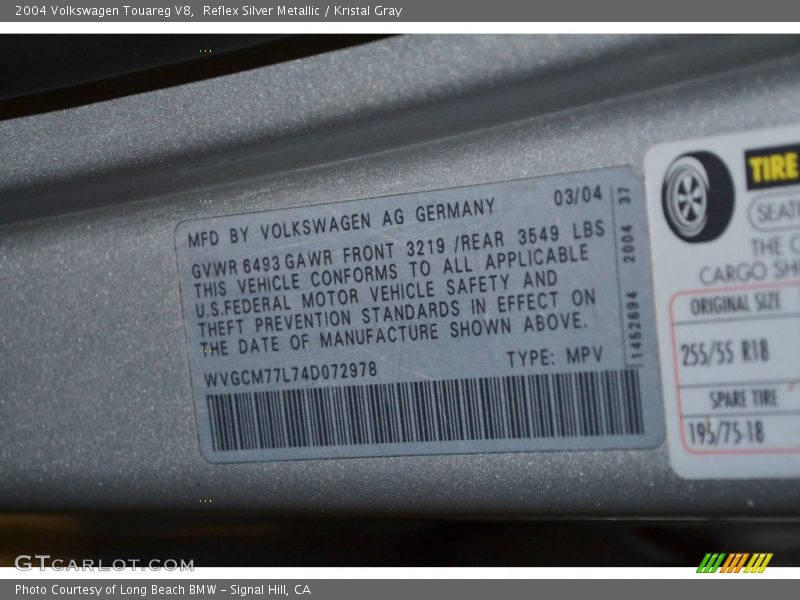 2004 Volkswagen Touareg V8, Reflex Silver Metallic / Kristal Gray
MFD BY VOLKSWAGEN AG GERMANY 03/04
GVWR 6493 GAWR FRONT 3219 /REAR 3549 LBS
THIS VEHICLE CONFORMS TO ALL APPLICABLE
U.S.FEDERAL MOTOR VEHICLE SAFETY AND
THEFT PREVENTION STANDARDS IN EFFECT ON
THE DATE OF MANUFACTURE SHOWN ABOVE.
WVGCM77L74D072978 TYPE: MPV
1452694 2004 37
TIRE
SEATI
THE C
CARGO SH
ORIGINAL SIZE
255/55 R18
SPARE TIRE
195/75-18
GTCARLOT.COM
Photo Courtesy of Long Beach BMW - Signal Hill, CA